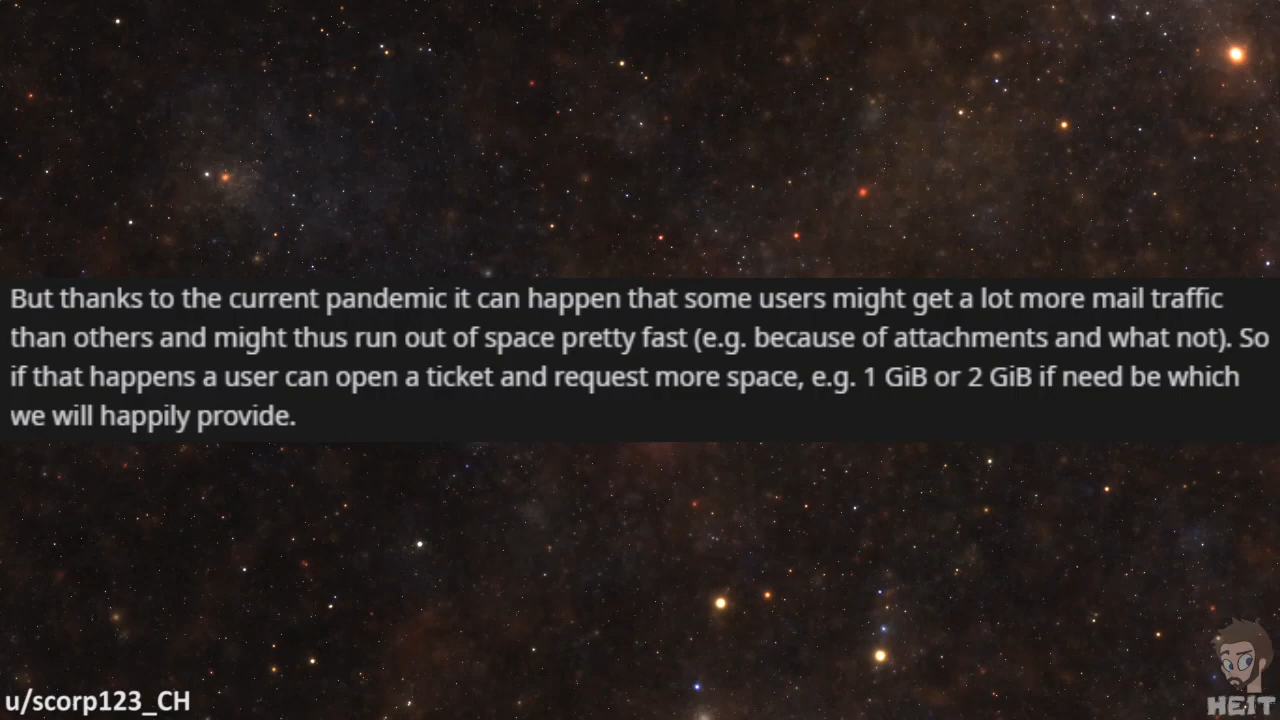 But thanks to the current pandemic it can happen that some users might get a lot more mail traffic
than others and might thus run out of space pretty fast (e.g. because of attachments and what not). So
if that happens a user can open a ticket and request more space, e.g. 1 GiB or 2 GiB if need be which
we will happily provide.
u/scorp123_CH
HEIT